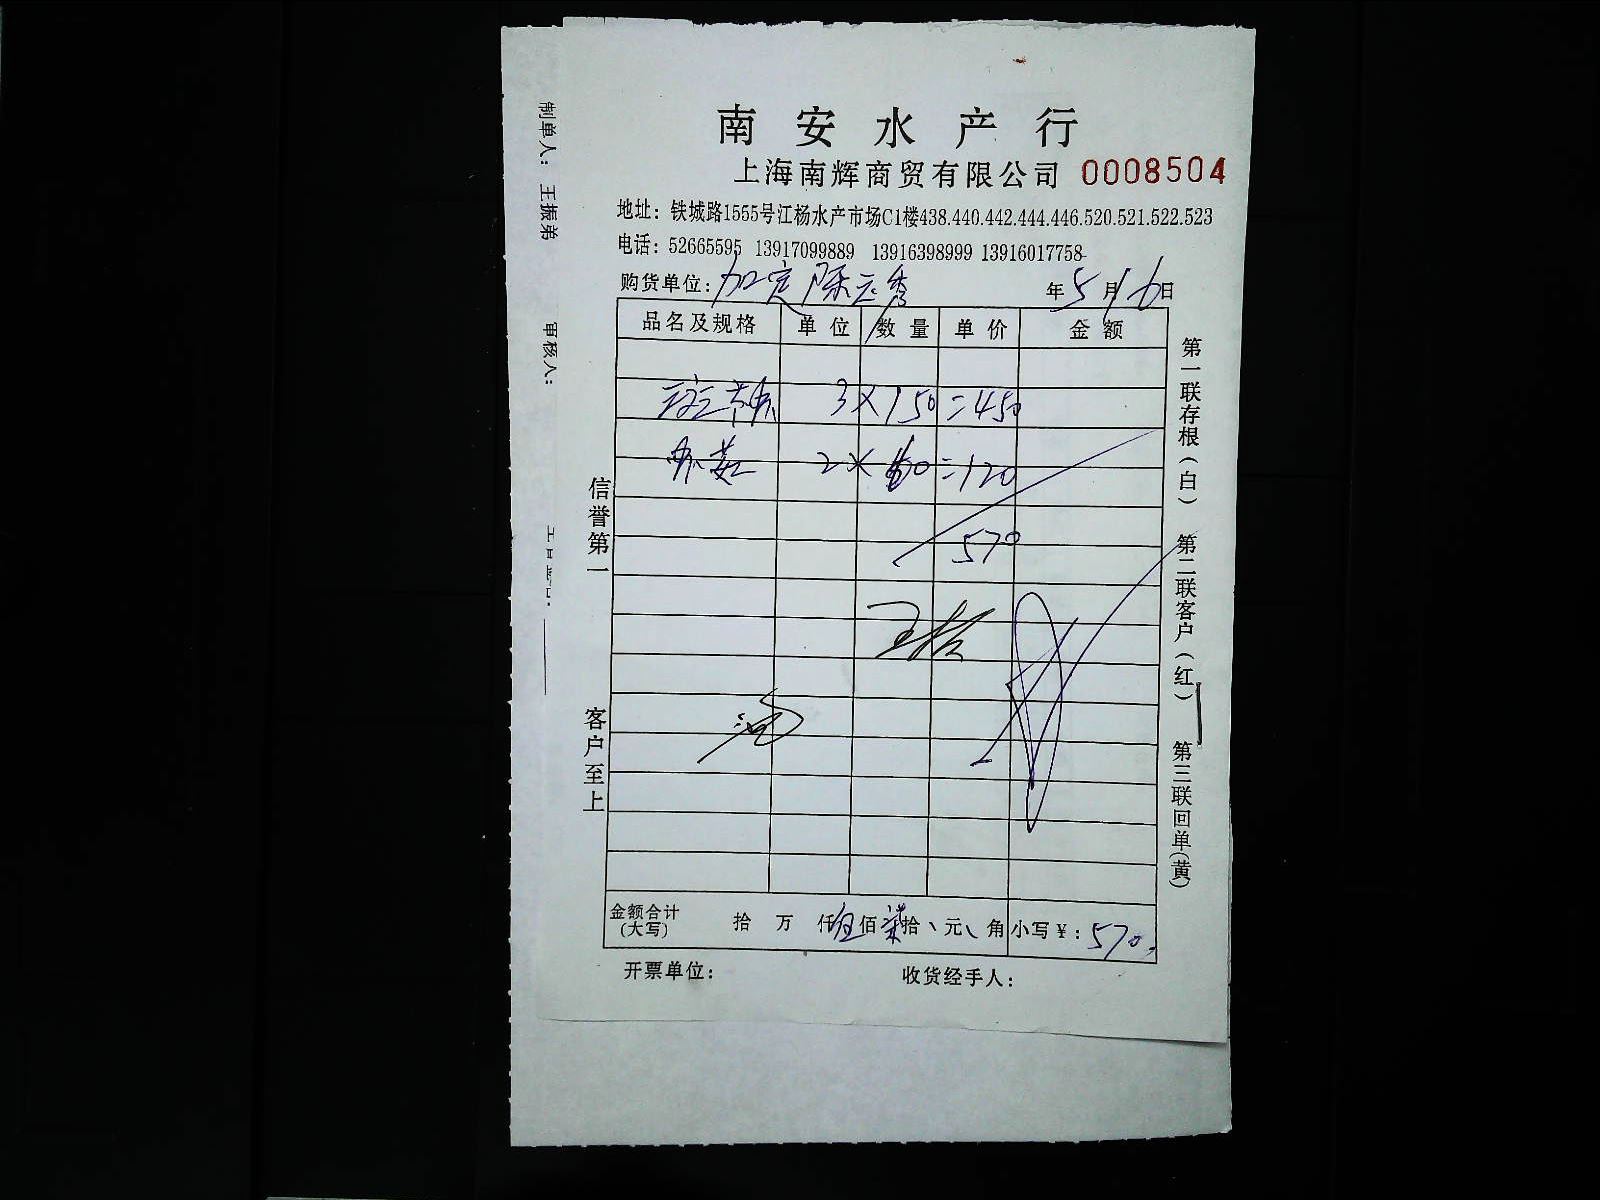 南安水产行
上海南辉商贸有限公司 0008504
地址：铁城路1555号江杨水产市场C1楼438.440.442.444.446.520.521.522.523
电话：52665595 13917099889 13916398999 13916017758
购货单位： 年5月16日
品名及规格 单位 数量 单价 金额
3×150=450
2×60=120
570
金额合计（大写） 拾 万 仟伍佰柒拾、元、角 小写￥：570.
开票单位： 收货经手人：
信誉第一 客户至上
第一联存根（白） 第二联客户（红） 第三联回单（黄）
制单人： 王振弟 审核人：